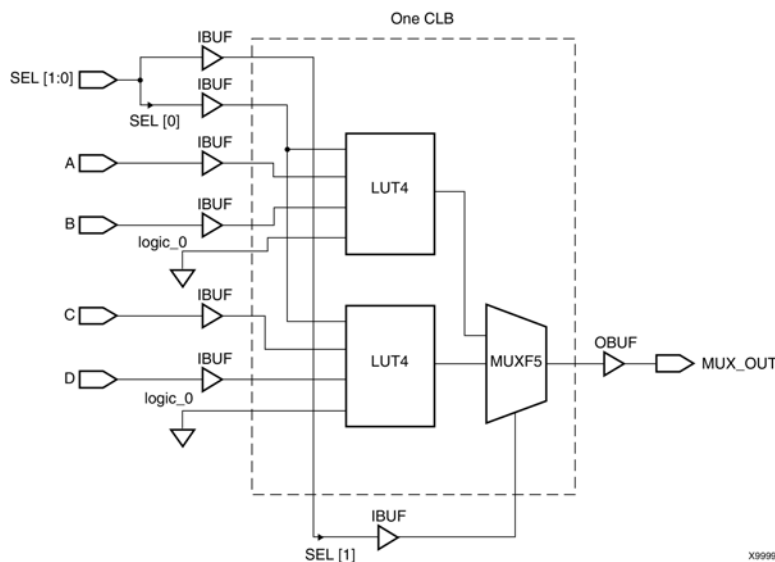 One CLB
IBUF
SEL [1:0]
IBUF
SEL [0]
IBUF
A
LUT4
IBUF
B
logic_0
IBUF
C
OBUF
IBUF
LUT4
MUXF5
MUX_OUT
D
logic_0
IBUF
SEL [1]
X9999